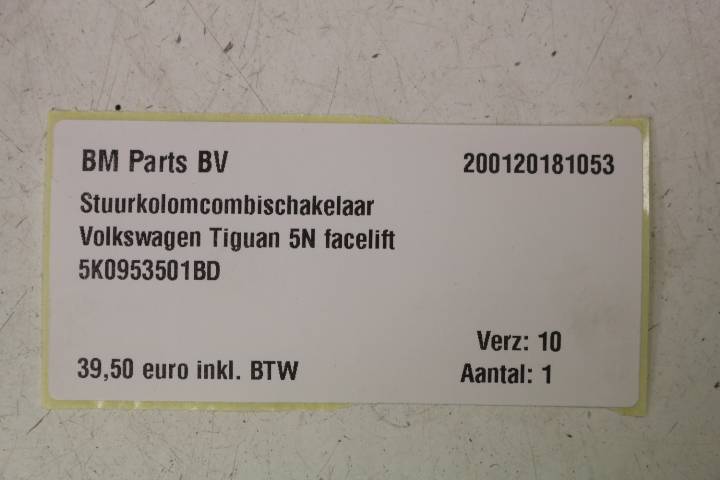 BM Parts BV 200120181053
Stuurkolomcombischakelaar
Volkswagen Tiguan 5N facelift
5K0953501BD
Verz: 10
39,50 euro inkl. BTW Aantal: 1